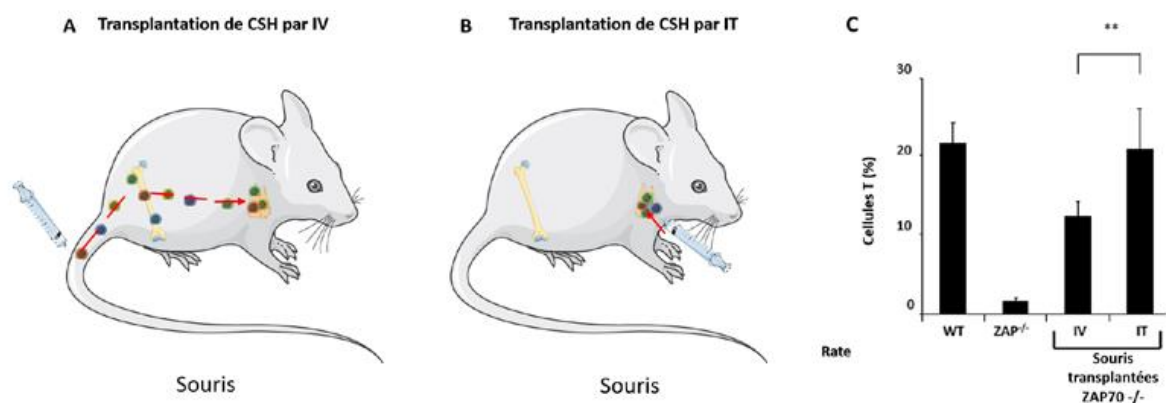 A Transplantation de CSH par IV
Souris
B Transplantation de CSH par IT
Souris
C
**
30
20
10
0
Cellules T (%)
WT ZAP-/- IV IT
Rate
Souris
transplantées
ZAP70 -/-